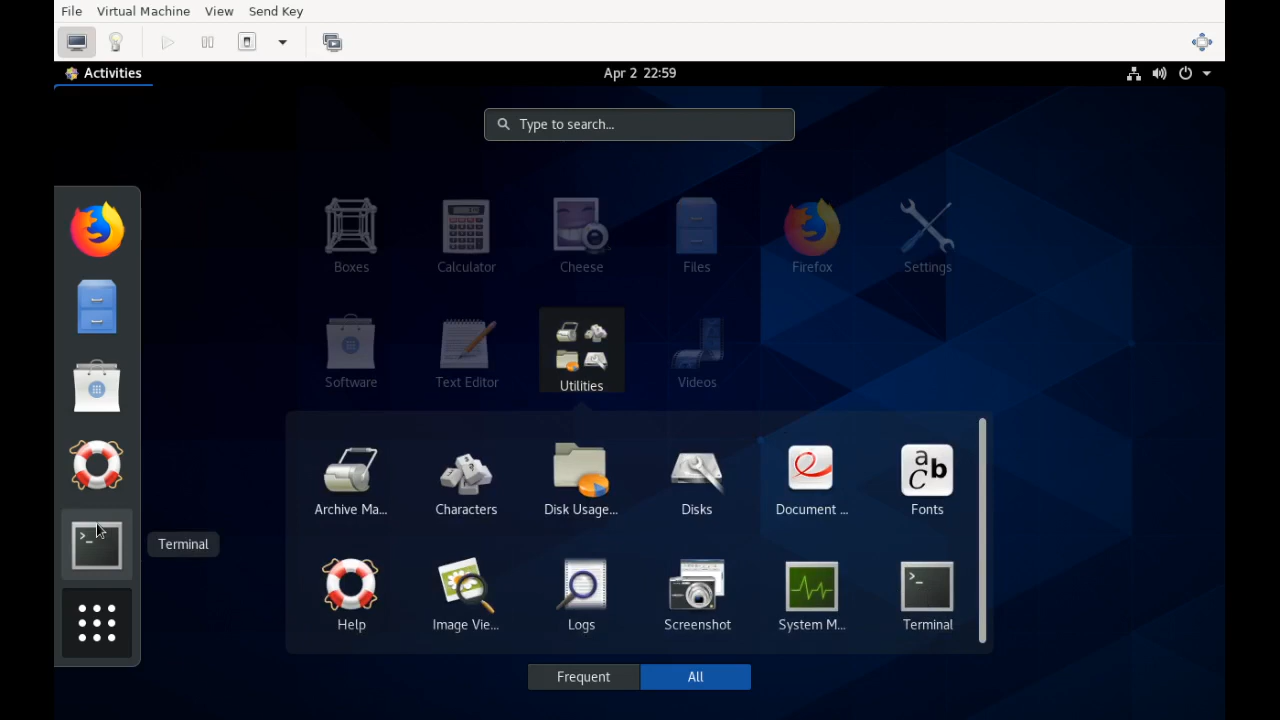 File Virtual Machine View Send Key
Activities Apr 2 22:59
Type to search...
Boxes Calculator Cheese Files Firefox Settings
Software Text Editor Utilities Videos
Archive Ma... Characters Disk Usage... Disks Document ... Fonts
Terminal
Help Image Vie... Logs Screenshot System M... Terminal
Frequent All